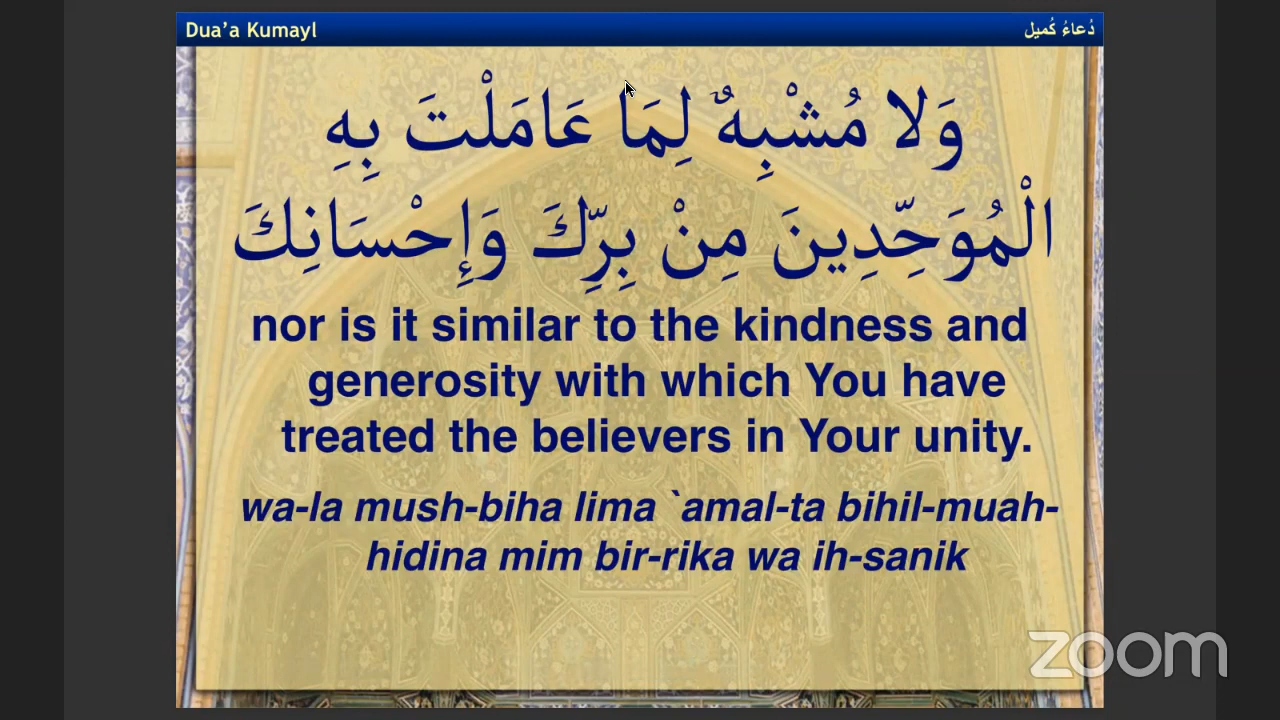 Dua’a Kumayl
دُعاءُ كُميل
وَلا مُشْبِهٌ لِمَا عَامَلْتَ بِهِ
الْمُوَحِّدِينَ مِنْ بِرِّكَ وَإِحْسَانِكَ
nor is it similar to the kindness and
generosity with which You have
treated the believers in Your unity.
wa-la mush-biha lima `amal-ta bihil-muah-
hidina mim bir-rika wa ih-sanik
zoom